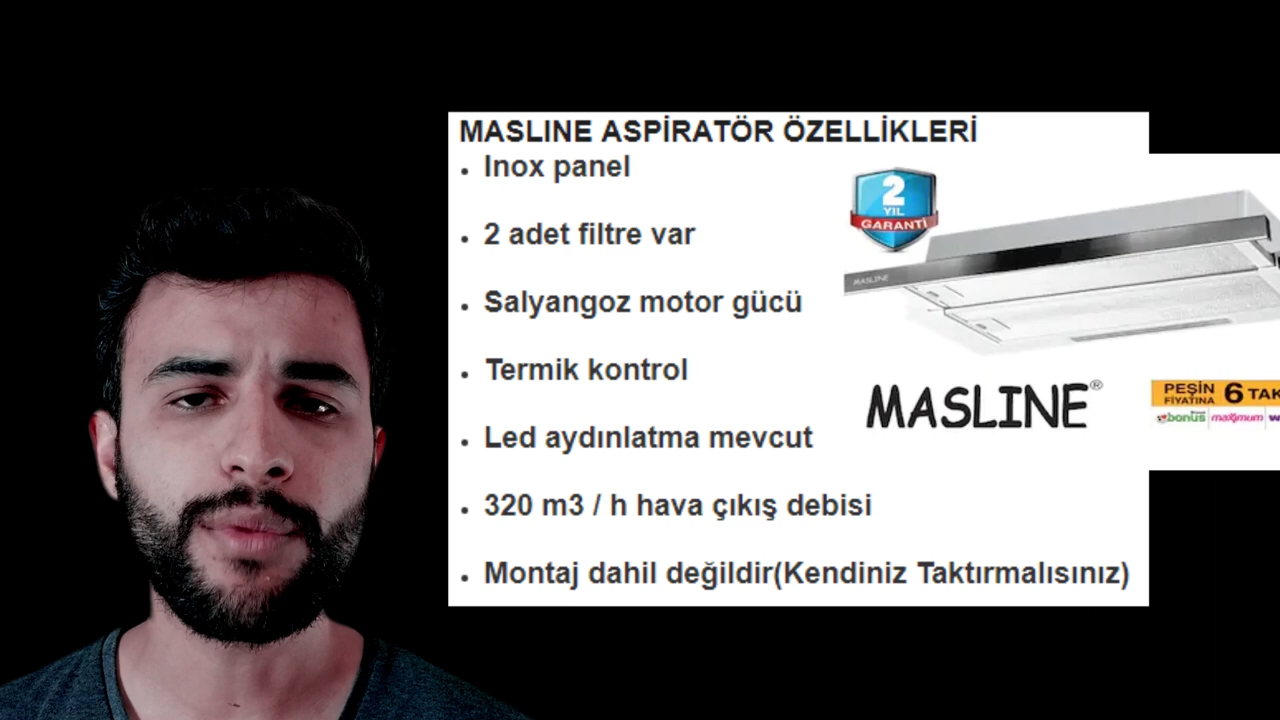 MASLINE ASPİRATÖR ÖZELLİKLERİ
Inox panel
2 adet filtre var
Salyangoz motor gücü
Termik kontrol
Led aydınlatma mevcut
320 m3 / h hava çıkış debisi
Montaj dahil değildir(Kendiniz Taktırmalısınız)
2
YIL
GARANTİ
MASLINE
MASLINE®
PEŞİN
FİYATINA
6 TAK
bonus
maximum
w